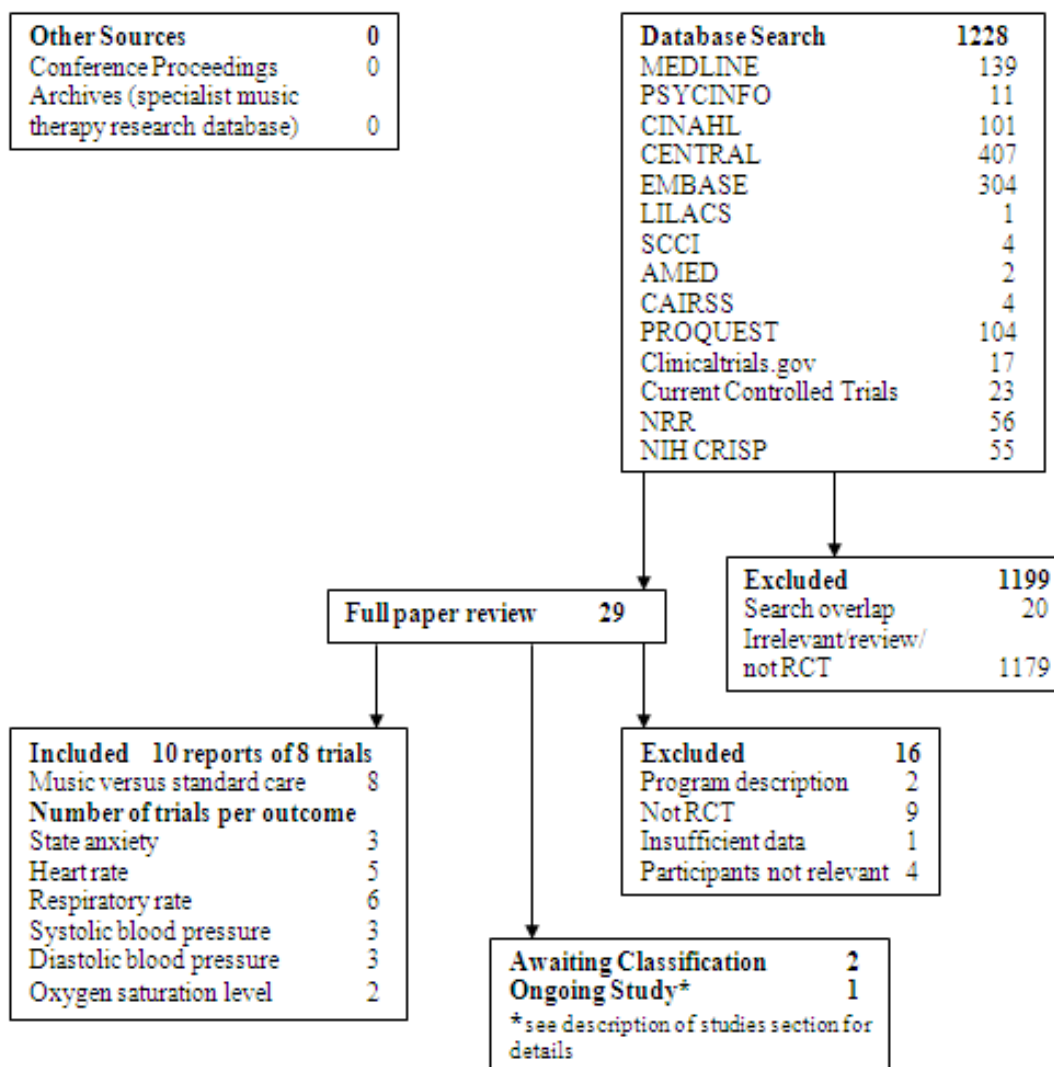 Other Sources 0
Conference Proceedings 0
Archives (specialist music
therapy research database) 0
Database Search 1228
MEDLINE 139
PSYCINFO 11
CINAHL 101
CENTRAL 407
EMBASE 304
LILACS 1
SCCI 4
AMED 2
CAIRSS 4
PROQUEST 104
Clinicaltrials.gov 17
Current Controlled Trials 23
NRR 56
NIH CRISP 55
Excluded 1199
Search overlap 20
Irrelevant/review/
not RCT 1179
Full paper review 29
Included 10 reports of 8 trials
Music versus standard care 8
Number of trials per outcome
State anxiety 3
Heart rate 5
Respiratory rate 6
Systolic blood pressure 3
Diastolic blood pressure 3
Oxygen saturation level 2
Excluded 16
Program description 2
Not RCT 9
Insufficient data 1
Participants not relevant 4
Awaiting Classification 2
Ongoing Study* 1
*see description of studies section for
details